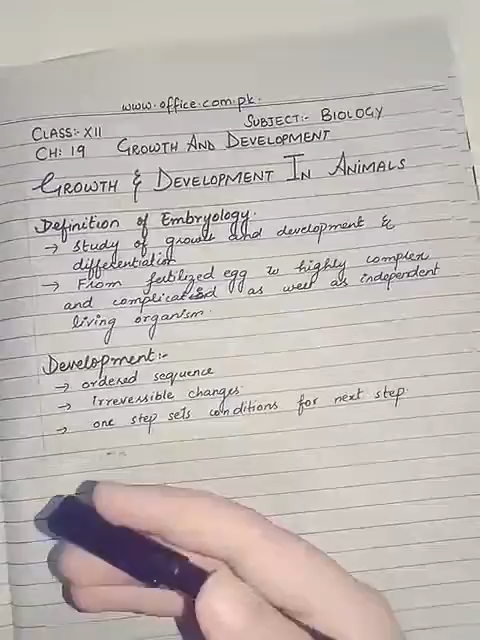 www.office.com.pk.
CLASS:- XII SUBJECT:- BIOLOGY
CH: 19 GROWTH AND DEVELOPMENT
GROWTH & DEVELOPMENT IN ANIMALS
Definition of Embryology.
→ Study of growth and development &
differentiation
→ From fertilized egg to highly complex
and complicated as well as independent
living organism.
Development:-
→ ordered sequence
→ Irreversible changes.
→ one step sets conditions for next step.